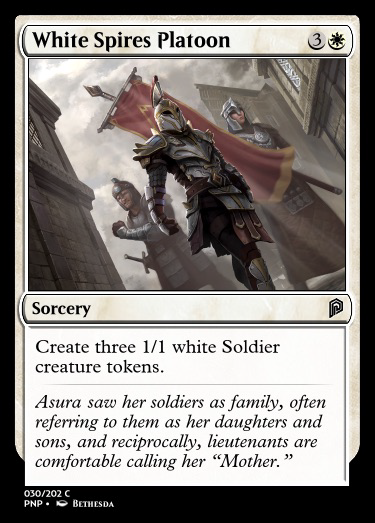 White Spires Platoon 3
Sorcery
Create three 1/1 white Soldier
creature tokens.
Asura saw her soldiers as family, often
referring to them as her daughters and
sons, and reciprocally, lieutenants are
comfortable calling her “Mother.”
030/202 C
PNP • Bethesda